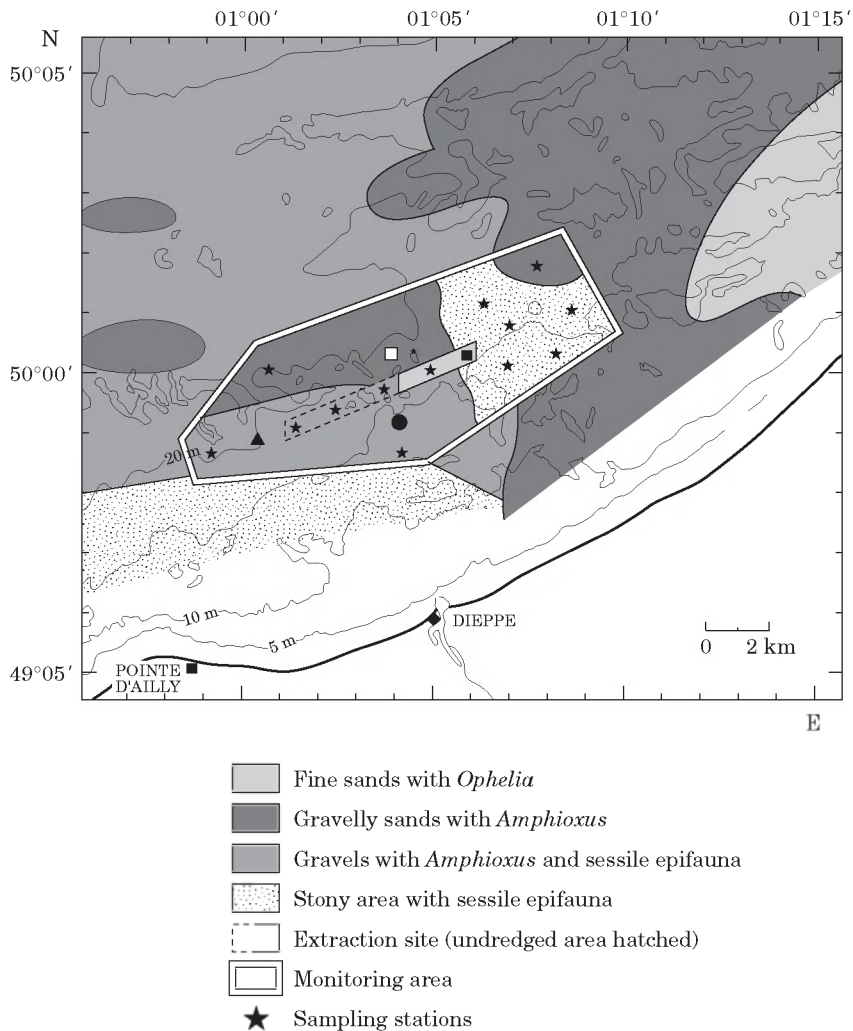 01°00′ 01°05′ 01°10′ 01°15′
N
50°05′
50°00′
20 m
10 m
5 m
DIEPPE
0 2 km
49°05′
POINTE
D'AILLY
E
Fine sands with Ophelia
Gravelly sands with Amphioxus
Gravels with Amphioxus and sessile epifauna
Stony area with sessile epifauna
Extraction site (undredged area hatched)
Monitoring area
Sampling stations